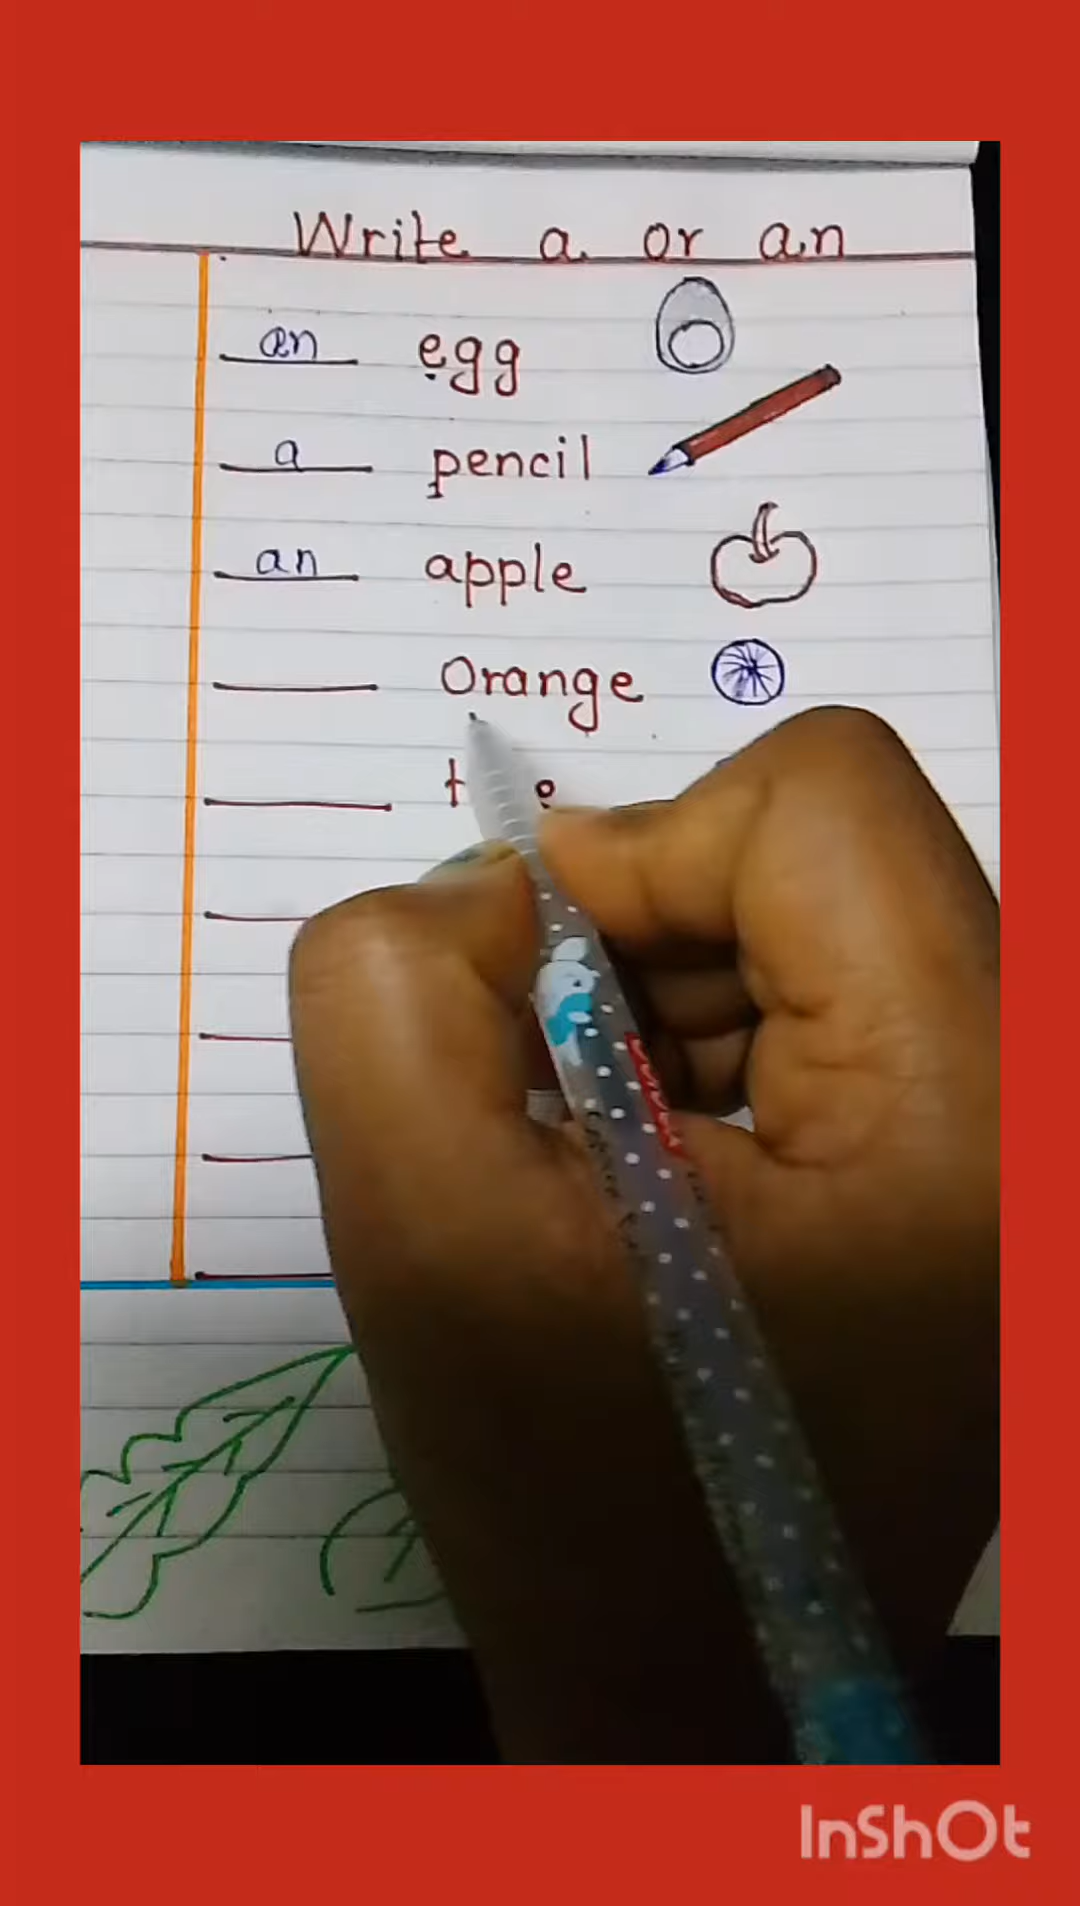 Write a or an
an egg
a pencil
an apple
Orange
InShOt